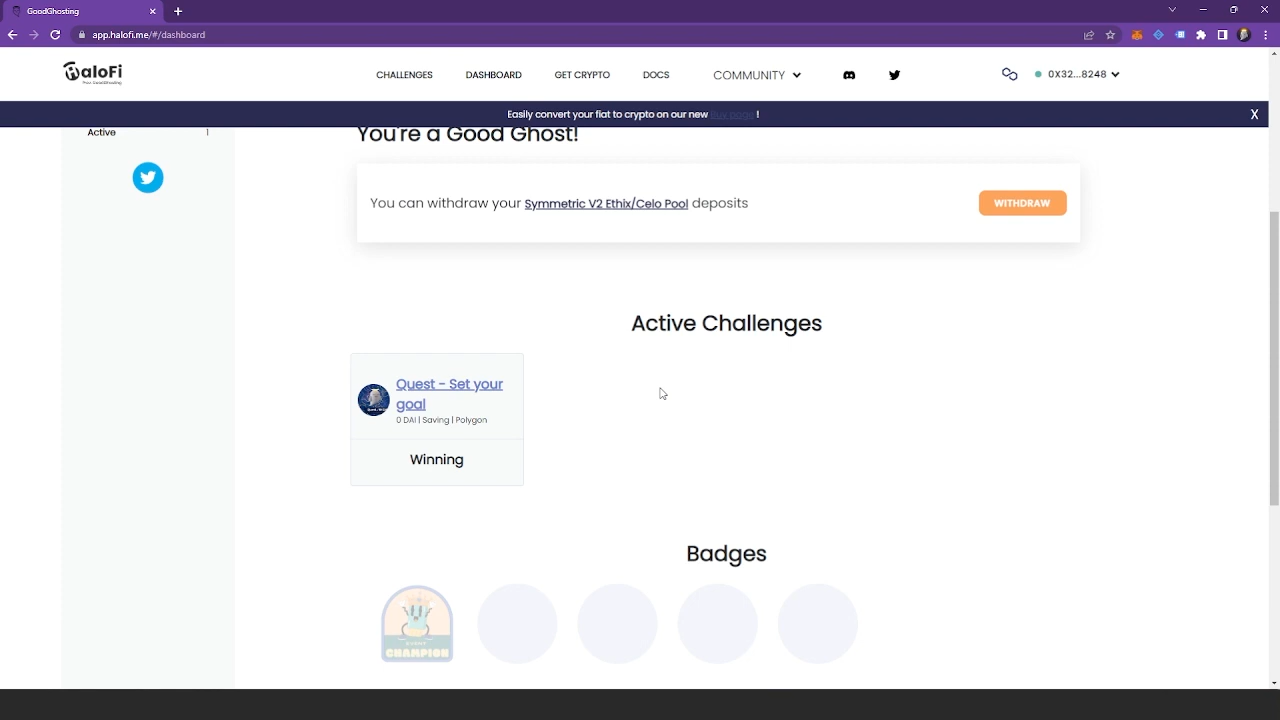 GoodGhosting
app.halofi.me/#/dashboard
HaloFi
CHALLENGES
DASHBOARD
GET CRYPTO
DOCS
COMMUNITY
0X32...8248
Easily convert your fiat to crypto on our new Buy page !
X
Active 1
You're a Good Ghost!
You can withdraw your Symmetric V2 Ethix/Celo Pool deposits
WITHDRAW
Active Challenges
Quest - Set your
goal
0 DAI | Saving | Polygon
Winning
Badges
CHAMPION